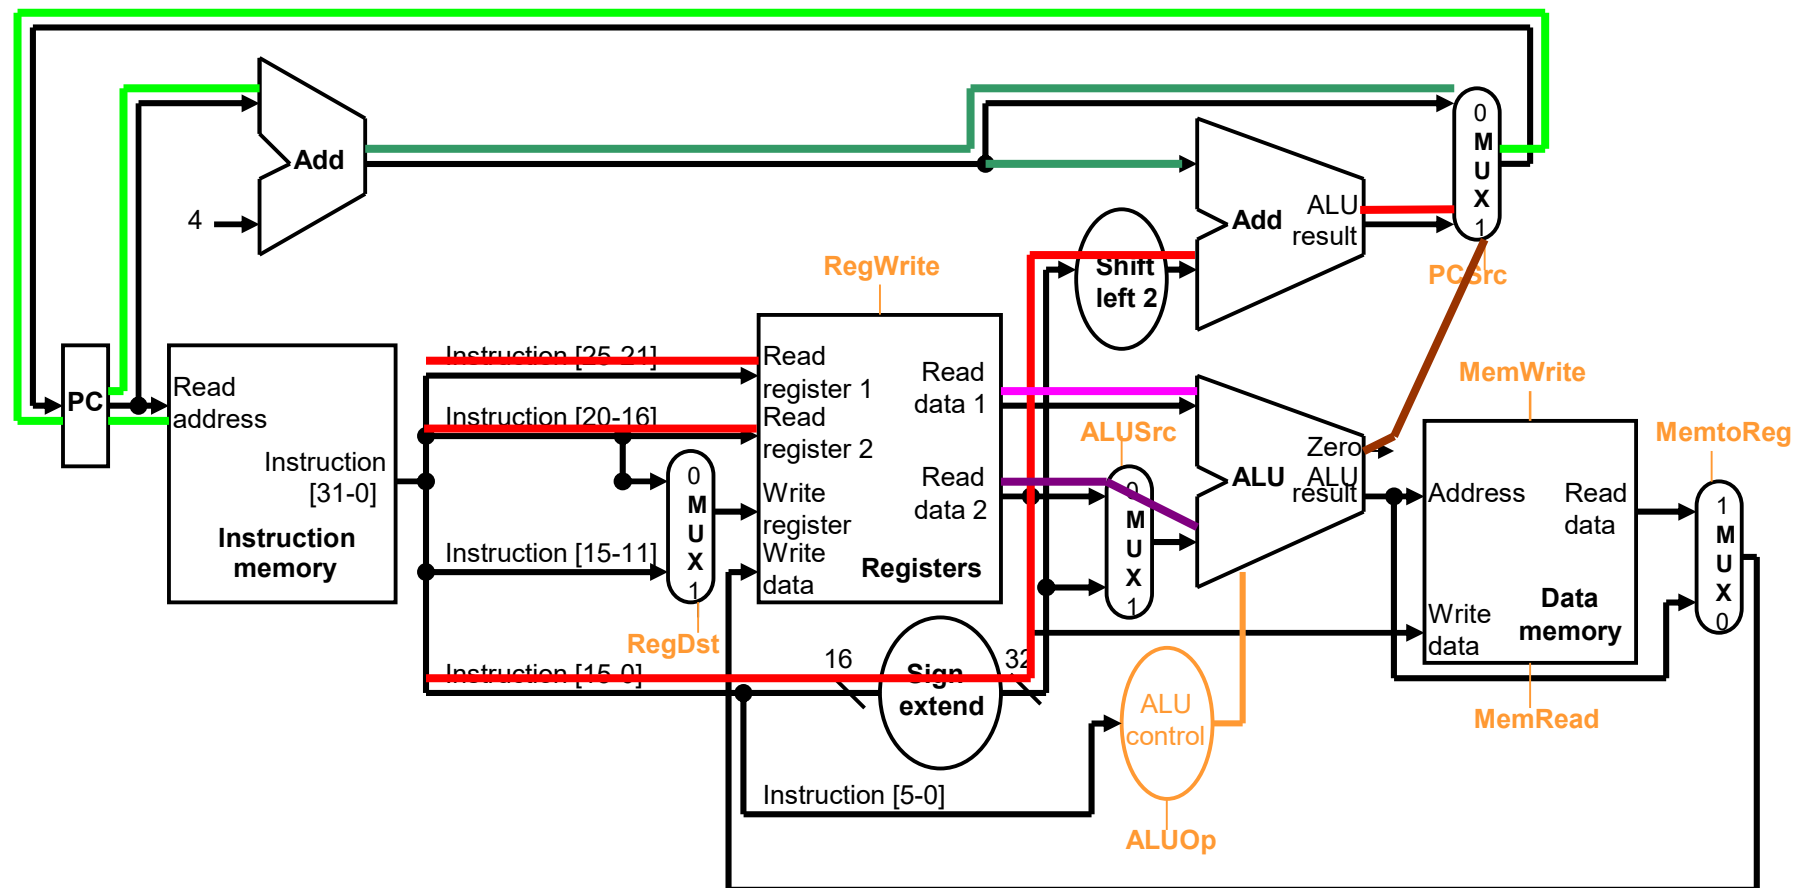 Add
4
0
M
U
X
1
PCSrc
Add
ALU
result
Shift
left 2
RegWrite
PC
Read
address
Instruction
[31-0]
Instruction
memory
Instruction [25-21]
Instruction [20-16]
Instruction [15-11]
Instruction [15-0]
Instruction [5-0]
0
M
U
X
1
RegDst
Read
register 1
Read
register 2
Write
register
Write
data
Read
data 1
Read
data 2
Registers
16
Sign
extend
32
ALUSrc
0
M
U
X
1
Zero
ALU
ALU
result
ALU
control
ALUOp
MemWrite
Address
Read
data
Write
data
Data
memory
MemRead
MemtoReg
1
M
U
X
0